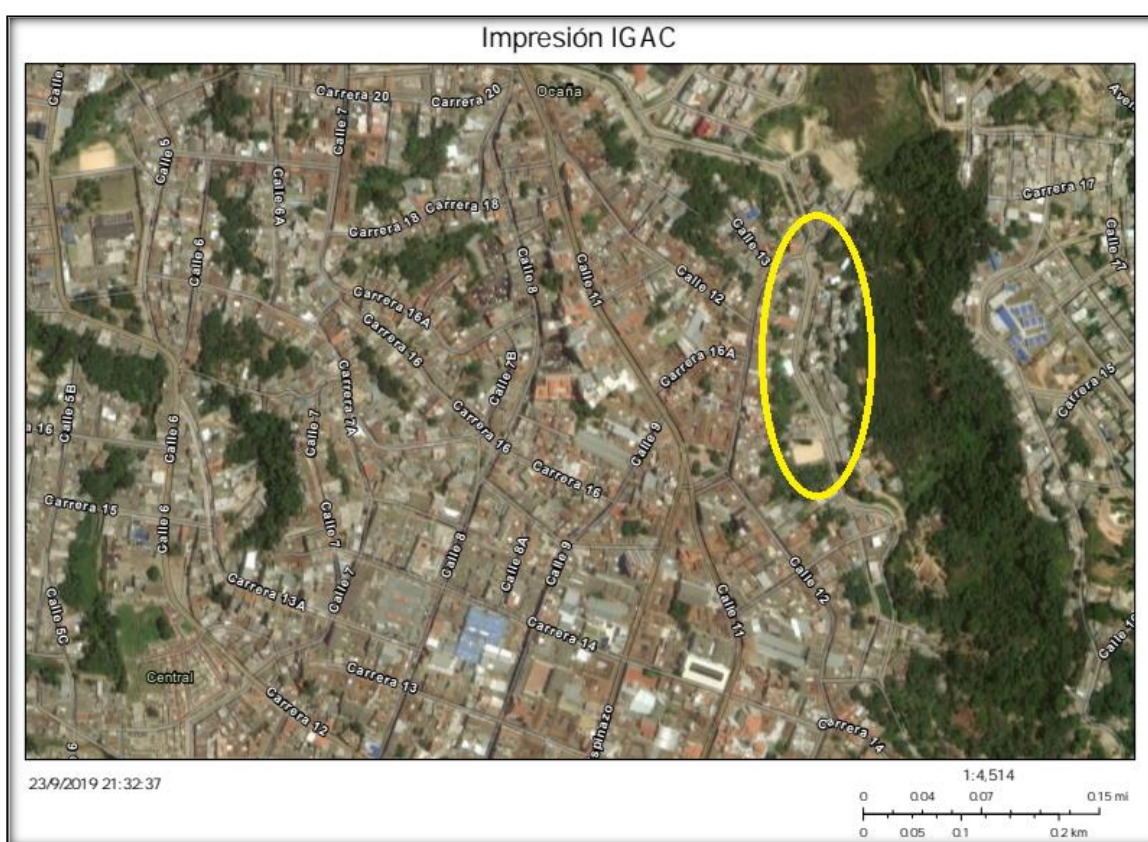 Impresión IGAC
Carrera 20
Carrera 20
Ocaña
Calle 7
Calle 5
Carrera 17
Calle 6A
Carrera 18
Carrera 18
Calle 13
Calle 17
Calle 6
Calle 8
Calle 11
Calle 12
Carrera 16A
Carrera 16
Carrera 16A
Calle 7B
Carrera 15
Calle 5B
Carrera 7A
Calle 7
Carrera 16
Calle 9
a 16
Calle 6
Carrera 16
Carrera 15
Calle 6
Calle 7
Calle 8
Calle 8A
Calle 9
Calle 12
Carrera 13A
Calle 7
Calle 11
Calle 5C
Carrera 14
Central
Carrera 13
Carrera 12
spinazo
Carrera 14
23/9/2019 21:32:37
1:4,514
0 0.04 0.07 0.15 mi
0 0.05 0.1 0.2 km